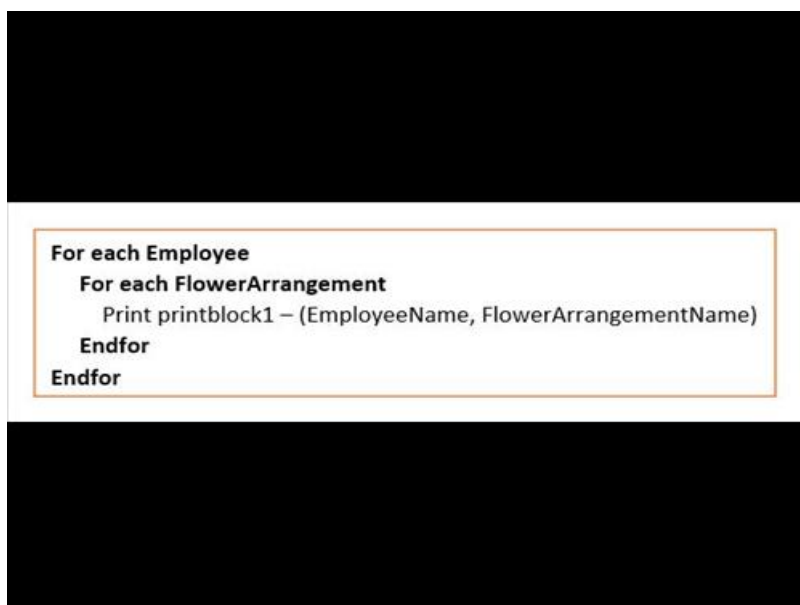 For each Employee
For each FlowerArrangement
Print printblock1 – (EmployeeName, FlowerArrangementName)
Endfor
Endfor